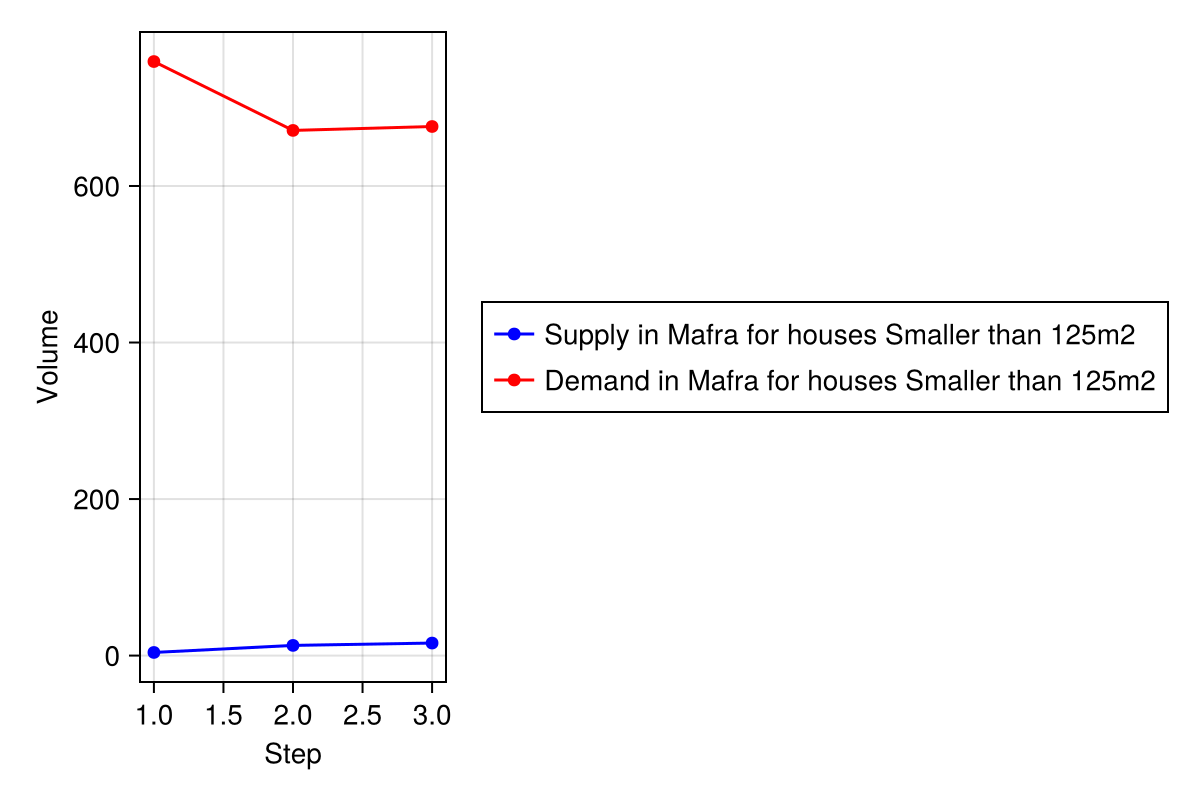 Volume
600
400
200
0
1.0 1.5 2.0 2.5 3.0
Step
Supply in Mafra for houses Smaller than 125m2
Demand in Mafra for houses Smaller than 125m2